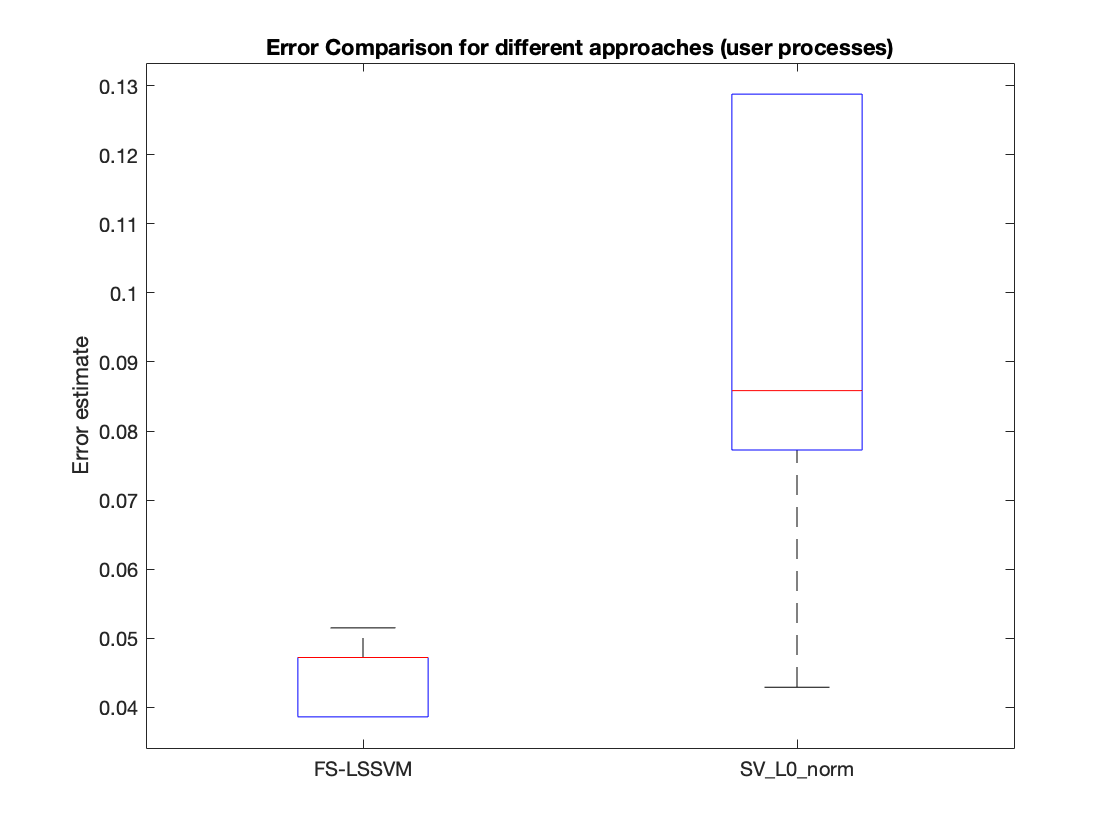 Error Comparison for different approaches (user processes)
0.13
0.12
0.11
0.1
0.09
0.08
0.07
0.06
0.05
0.04
Error estimate
FS-LSSVM
SV_L0_norm